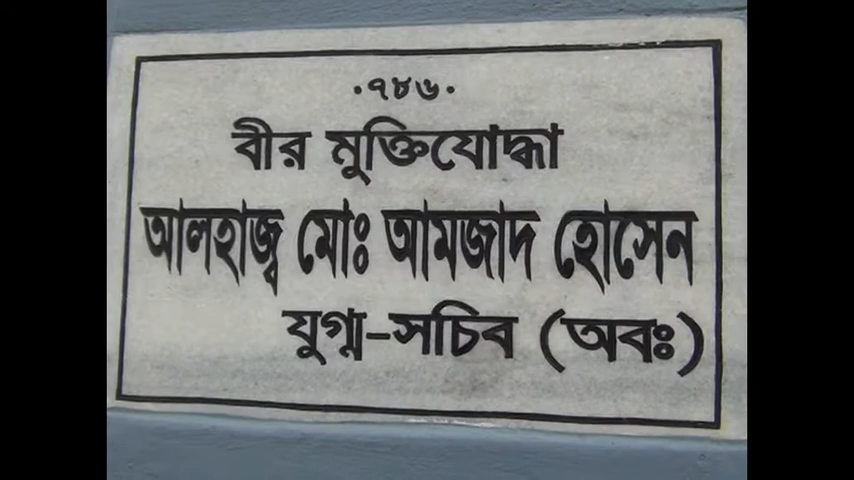 ·৭৮৬·
বীর মুক্তিযোদ্ধা
আলহাজ্ব মোঃ আমজাদ হোসেন
যুগ্ম-সচিব (অবঃ)